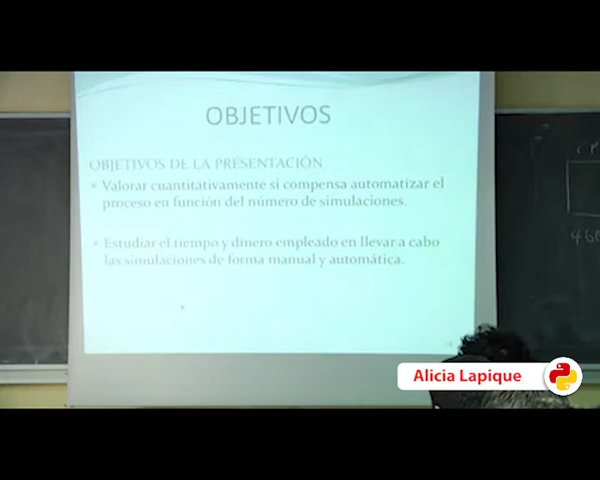 OBJETIVOS
OBJETIVOS DE LA PRESENTACIÓN
Valorar cuantitativamente si compensa automatizar el
proceso en función del número de simulaciones.
Estudiar el tiempo y dinero empleado en llevar a cabo
las simulaciones de forma manual y automática.
Alicia Lapique